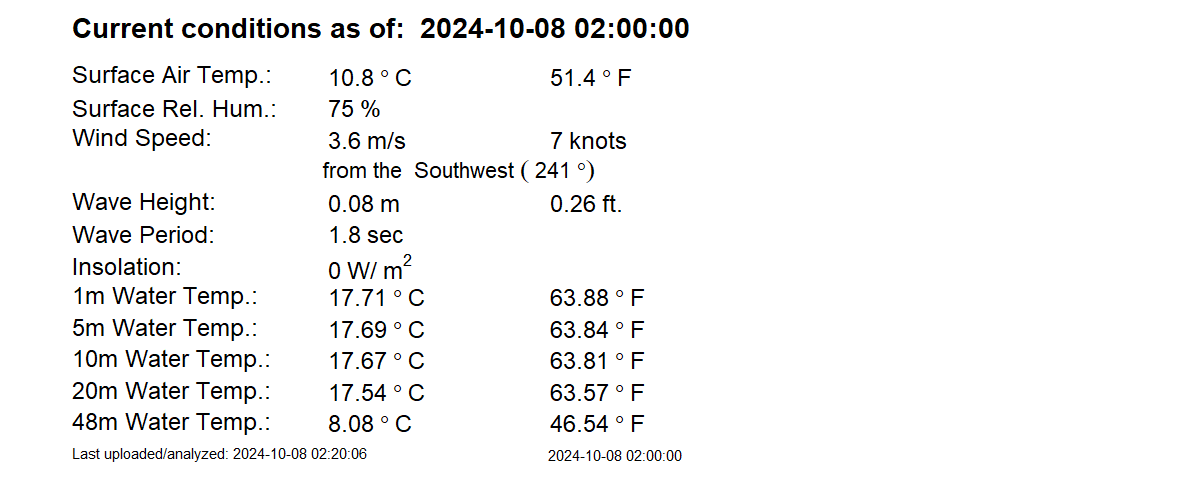 Current conditions as of:  2024-10-08 02:00:00
Surface Air Temp.: 10.8 ° C 51.4 ° F
Surface Rel. Hum.: 75 %
Wind Speed: 3.6 m/s 7 knots
from the  Southwest ( 241 °)
Wave Height: 0.08 m 0.26 ft.
Wave Period: 1.8 sec
Insolation: 0 W/ m²
1m Water Temp.: 17.71 ° C 63.88 ° F
5m Water Temp.: 17.69 ° C 63.84 ° F
10m Water Temp.: 17.67 ° C 63.81 ° F
20m Water Temp.: 17.54 ° C 63.57 ° F
48m Water Temp.: 8.08 ° C 46.54 ° F
Last uploaded/analyzed: 2024-10-08 02:20:06 2024-10-08 02:00:00